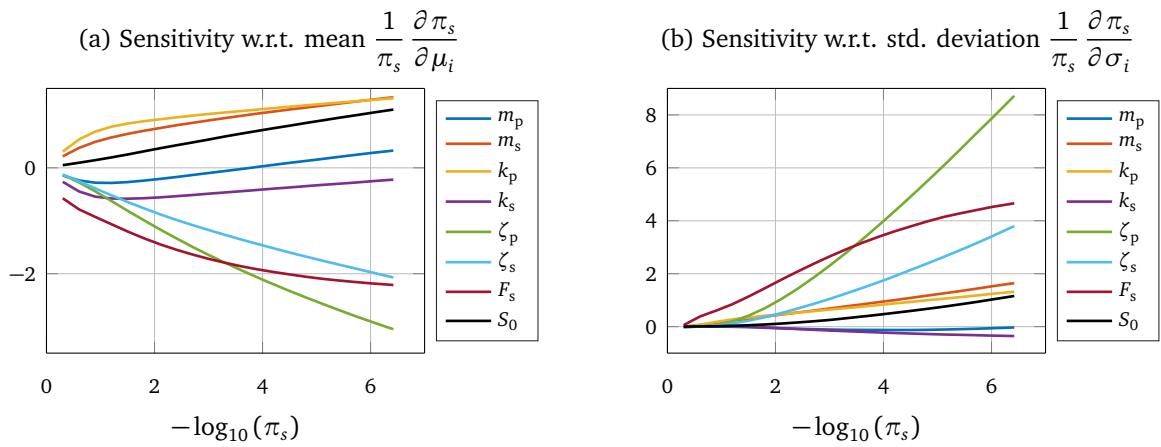 (a) Sensitivity w.r.t. mean 1/π_s ∂π_s/∂μ_i
0
−2
0 2 4 6
−log10(π_s)
m_p
m_s
k_p
k_s
ζ_p
ζ_s
F_s
S_0
(b) Sensitivity w.r.t. std. deviation 1/π_s ∂π_s/∂σ_i
8
6
4
2
0
0 2 4 6
−log10(π_s)
m_p
m_s
k_p
k_s
ζ_p
ζ_s
F_s
S_0